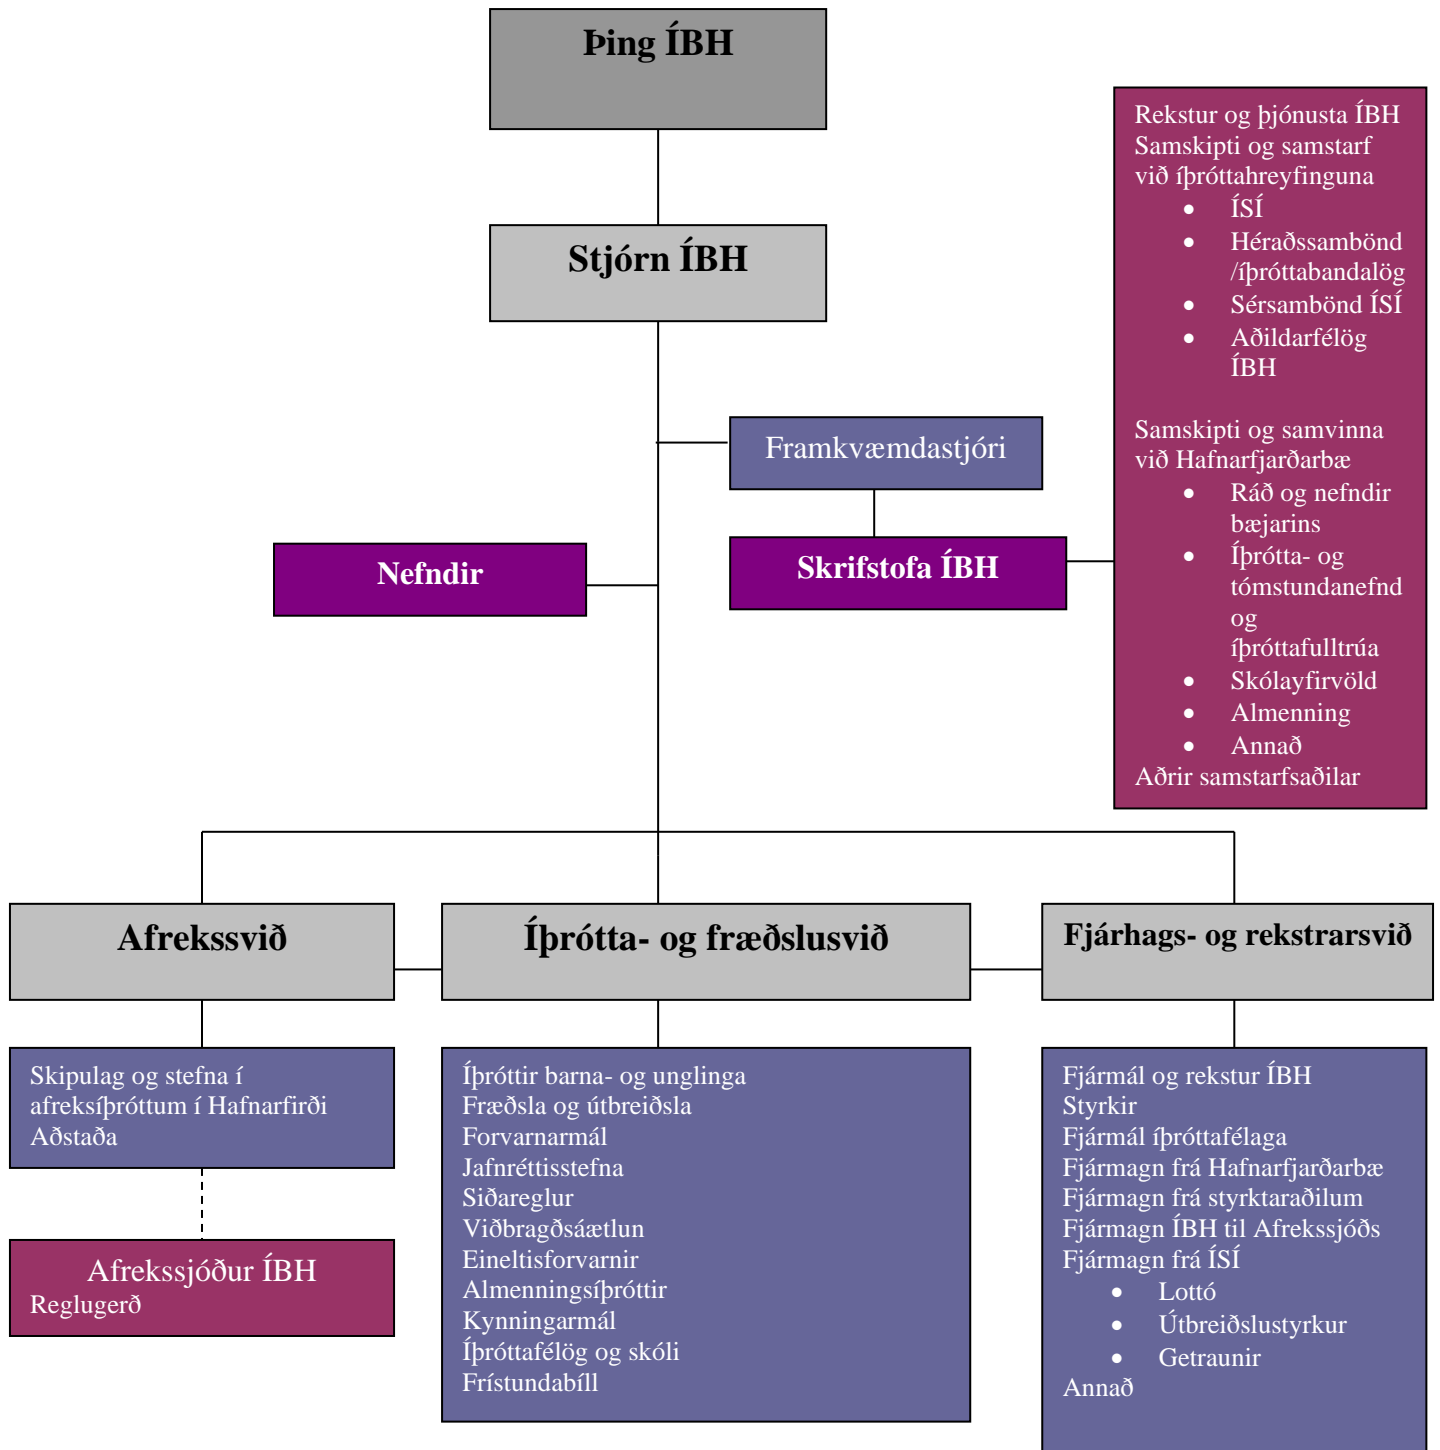 Þing ÍBH
Stjórn ÍBH
Rekstur og þjónusta ÍBH
Samskipti og samstarf
við íþróttahreyfinguna
• ÍSÍ
• Héraðssambönd
/íþróttabandalög
• Sérsambönd ÍSÍ
• Aðildarfélög
ÍBH
Samskipti og samvinna
við Hafnarfjarðarbæ
• Ráð og nefndir
bæjarins
• Íþrótta- og
tómstundanefnd
og
íþróttafulltrúa
• Skólayfirvöld
• Almenning
• Annað
Aðrir samstarfsaðilar
Framkvæmdastjóri
Nefndir
Skrifstofa ÍBH
Afrekssvið
Íþrótta- og fræðslusvið
Fjárhags- og rekstrarsvið
Skipulag og stefna í
afreksíþróttum í Hafnarfirði
Aðstaða
Afrekssjóður ÍBH
Reglugerð
Íþróttir barna- og unglinga
Fræðsla og útbreiðsla
Forvarnarmál
Jafnréttisstefna
Siðareglur
Viðbragðsáætlun
Eineltisforvarnir
Almenningsíþróttir
Kynningarmál
Íþróttafélög og skóli
Frístundabíll
Fjármál og rekstur ÍBH
Styrkir
Fjármál íþróttafélaga
Fjármagn frá Hafnarfjarðarbæ
Fjármagn frá styrktaraðilum
Fjármagn ÍBH til Afrekssjóðs
Fjármagn frá ÍSÍ
• Lottó
• Útbreiðslustyrkur
• Getraunir
Annað